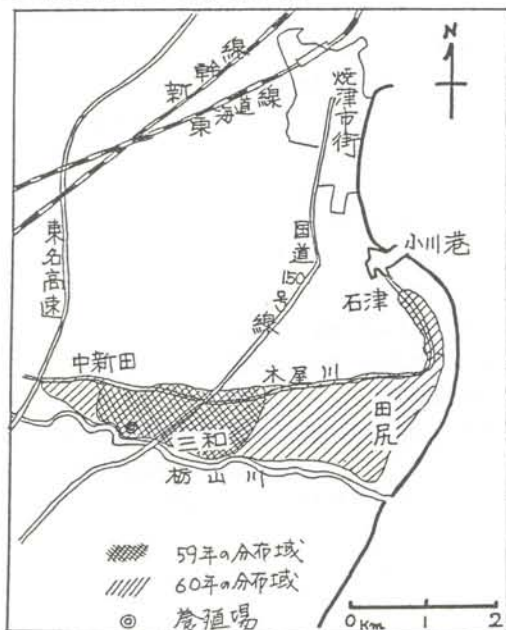 N
新幹線
東海道線
焼津市街
東名高速
国道150号線
小川港
石津
中新田
木屋川
田尻
三和
栃山川
59年の分布域
60年の分布域
養殖場
0 Km 1 2